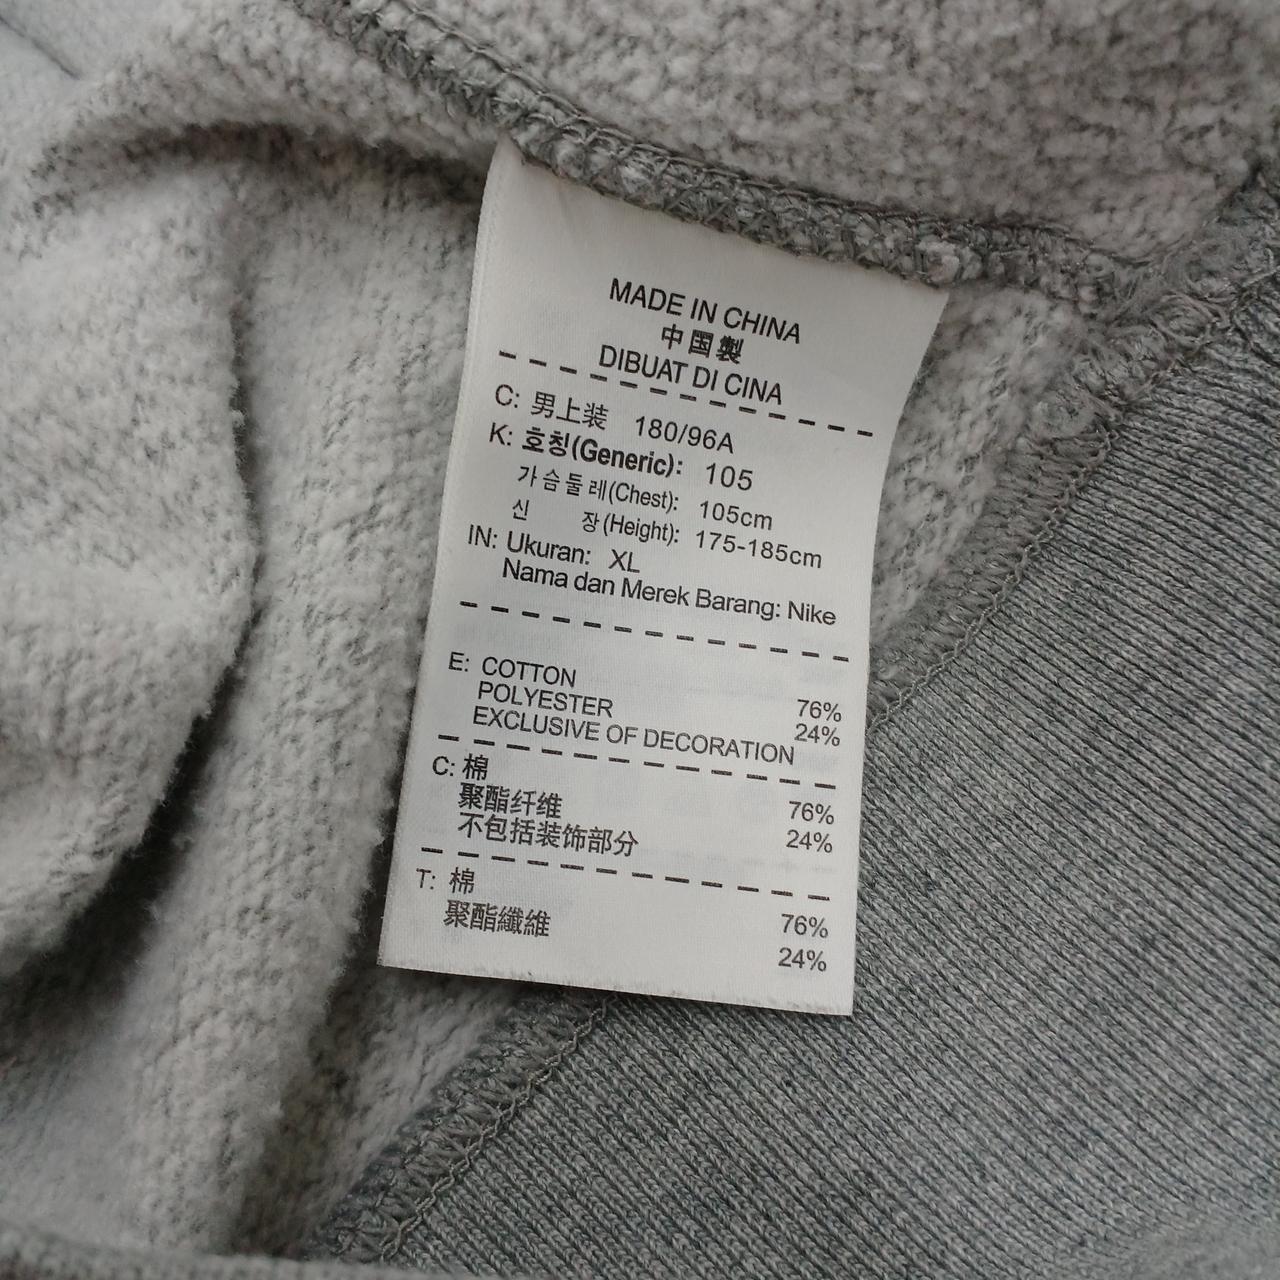 MADE IN CHINA
中国製
DIBUAT DI CINA
C: 男上装 180/96A
K: 호칭(Generic): 105
가슴둘레(Chest): 105cm
신 장(Height): 175-185cm
IN: Ukuran: XL
Nama dan Merek Barang: Nike
E: COTTON 76%
POLYESTER 24%
EXCLUSIVE OF DECORATION
C: 棉 76%
聚酯纤维 24%
不包括装饰部分
T: 棉 76%
聚酯纖維 24%